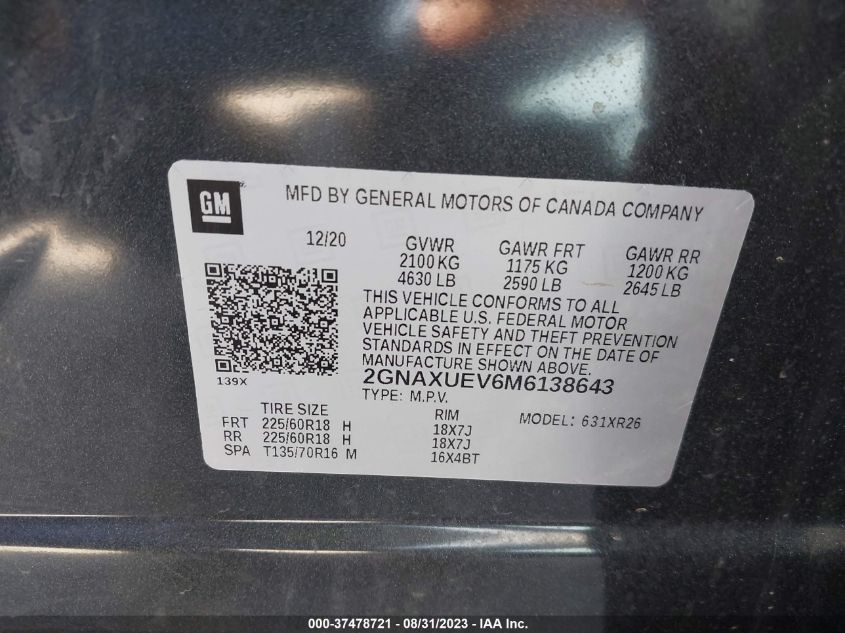 GM
MFD BY GENERAL MOTORS OF CANADA COMPANY
12/20 GVWR GAWR FRT GAWR RR
2100 KG 1175 KG 1200 KG
4630 LB 2590 LB 2645 LB
THIS VEHICLE CONFORMS TO ALL
APPLICABLE U.S. FEDERAL MOTOR
VEHICLE SAFETY AND THEFT PREVENTION
STANDARDS IN EFFECT ON THE DATE OF
MANUFACTURE SHOWN ABOVE.
139X
2GNAXUEV6M6138643
TYPE: M.P.V.
TIRE SIZE RIM MODEL: 631XR26
FRT 225/60R18 H 18X7J
RR 225/60R18 H 18X7J
SPA T135/70R16 M 16X4BT
000-37478721 - 08/31/2023 - Copyright © IAA, Inc.